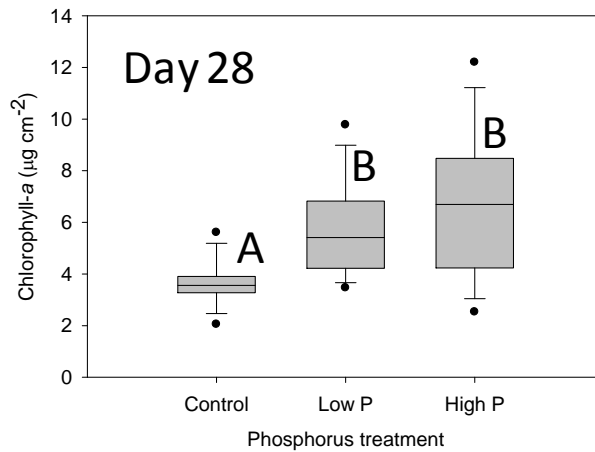 14
12
10
8
6
4
2
0
Chlorophyll-a (µg cm-2)
Day 28
A
B
B
Control Low P High P
Phosphorus treatment